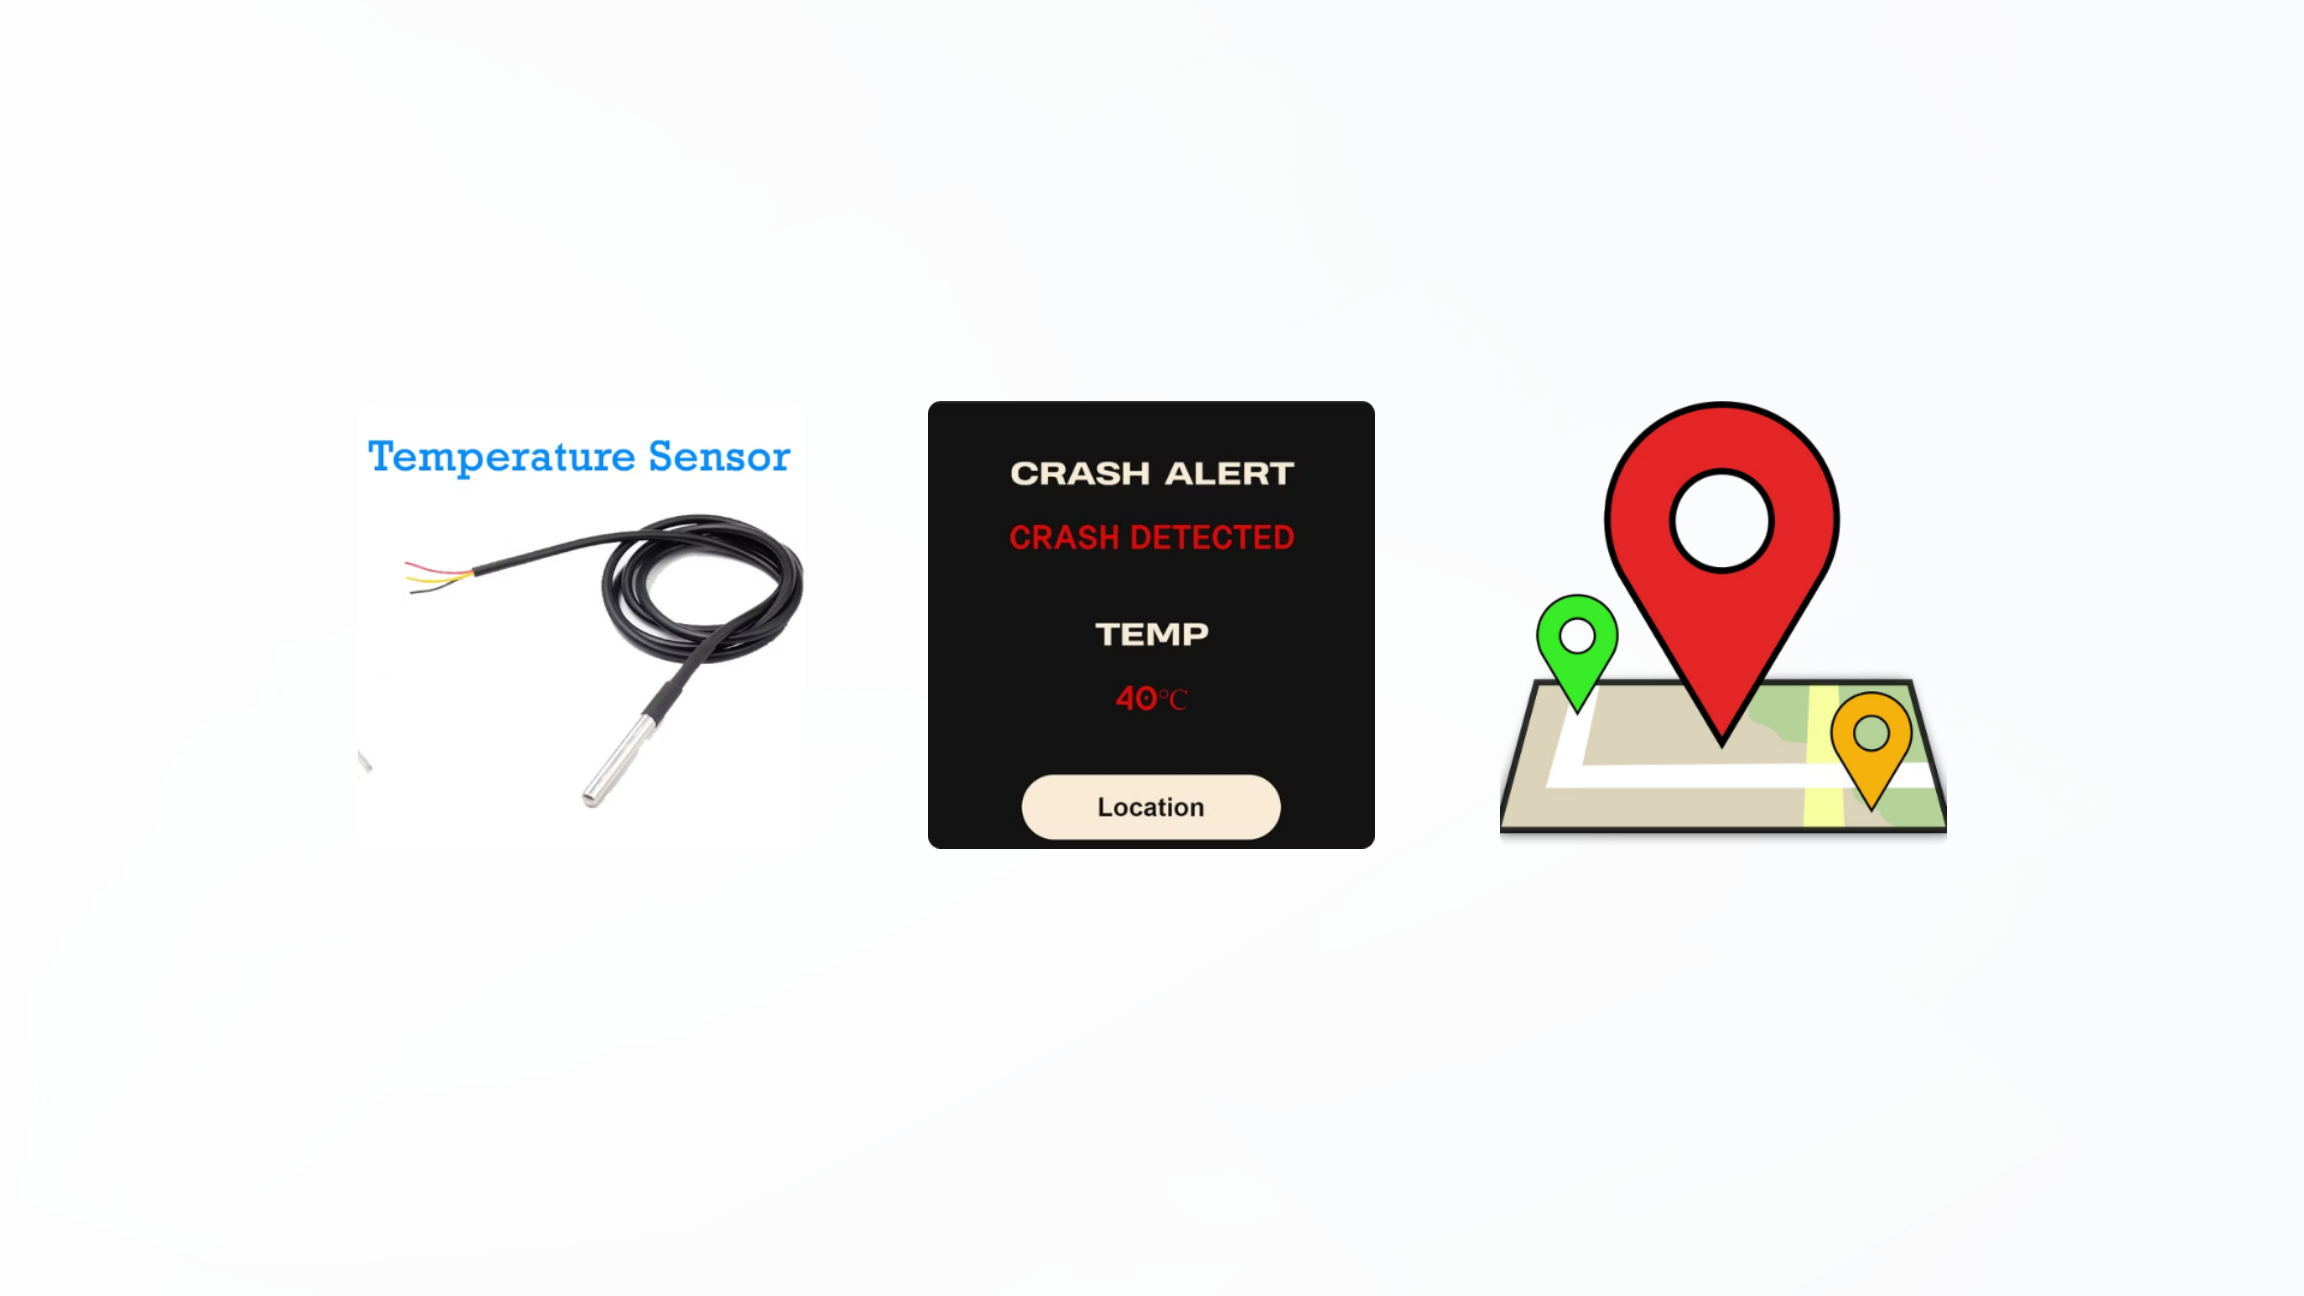 Temperature Sensor
CRASH ALERT
CRASH DETECTED
TEMP
40°C
Location